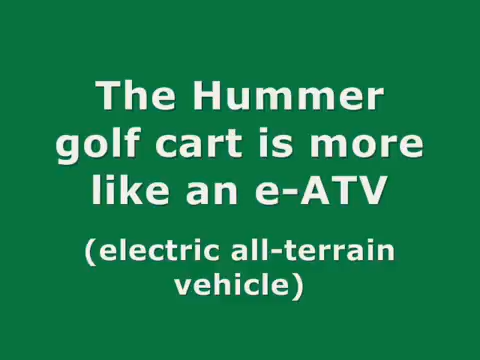 The Hummer
golf cart is more
like an e-ATV
(electric all-terrain
vehicle)